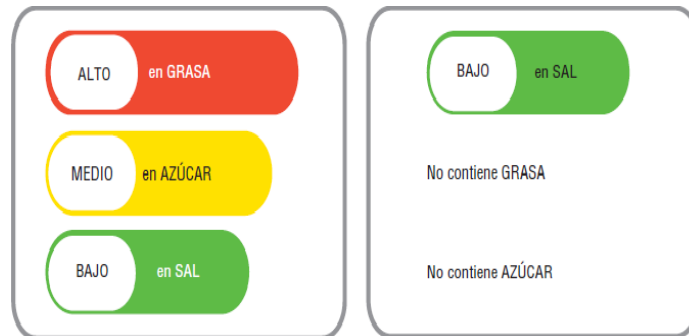 ALTO en GRASA
MEDIO en AZÚCAR
BAJO en SAL
BAJO en SAL
No contiene GRASA
No contiene AZÚCAR